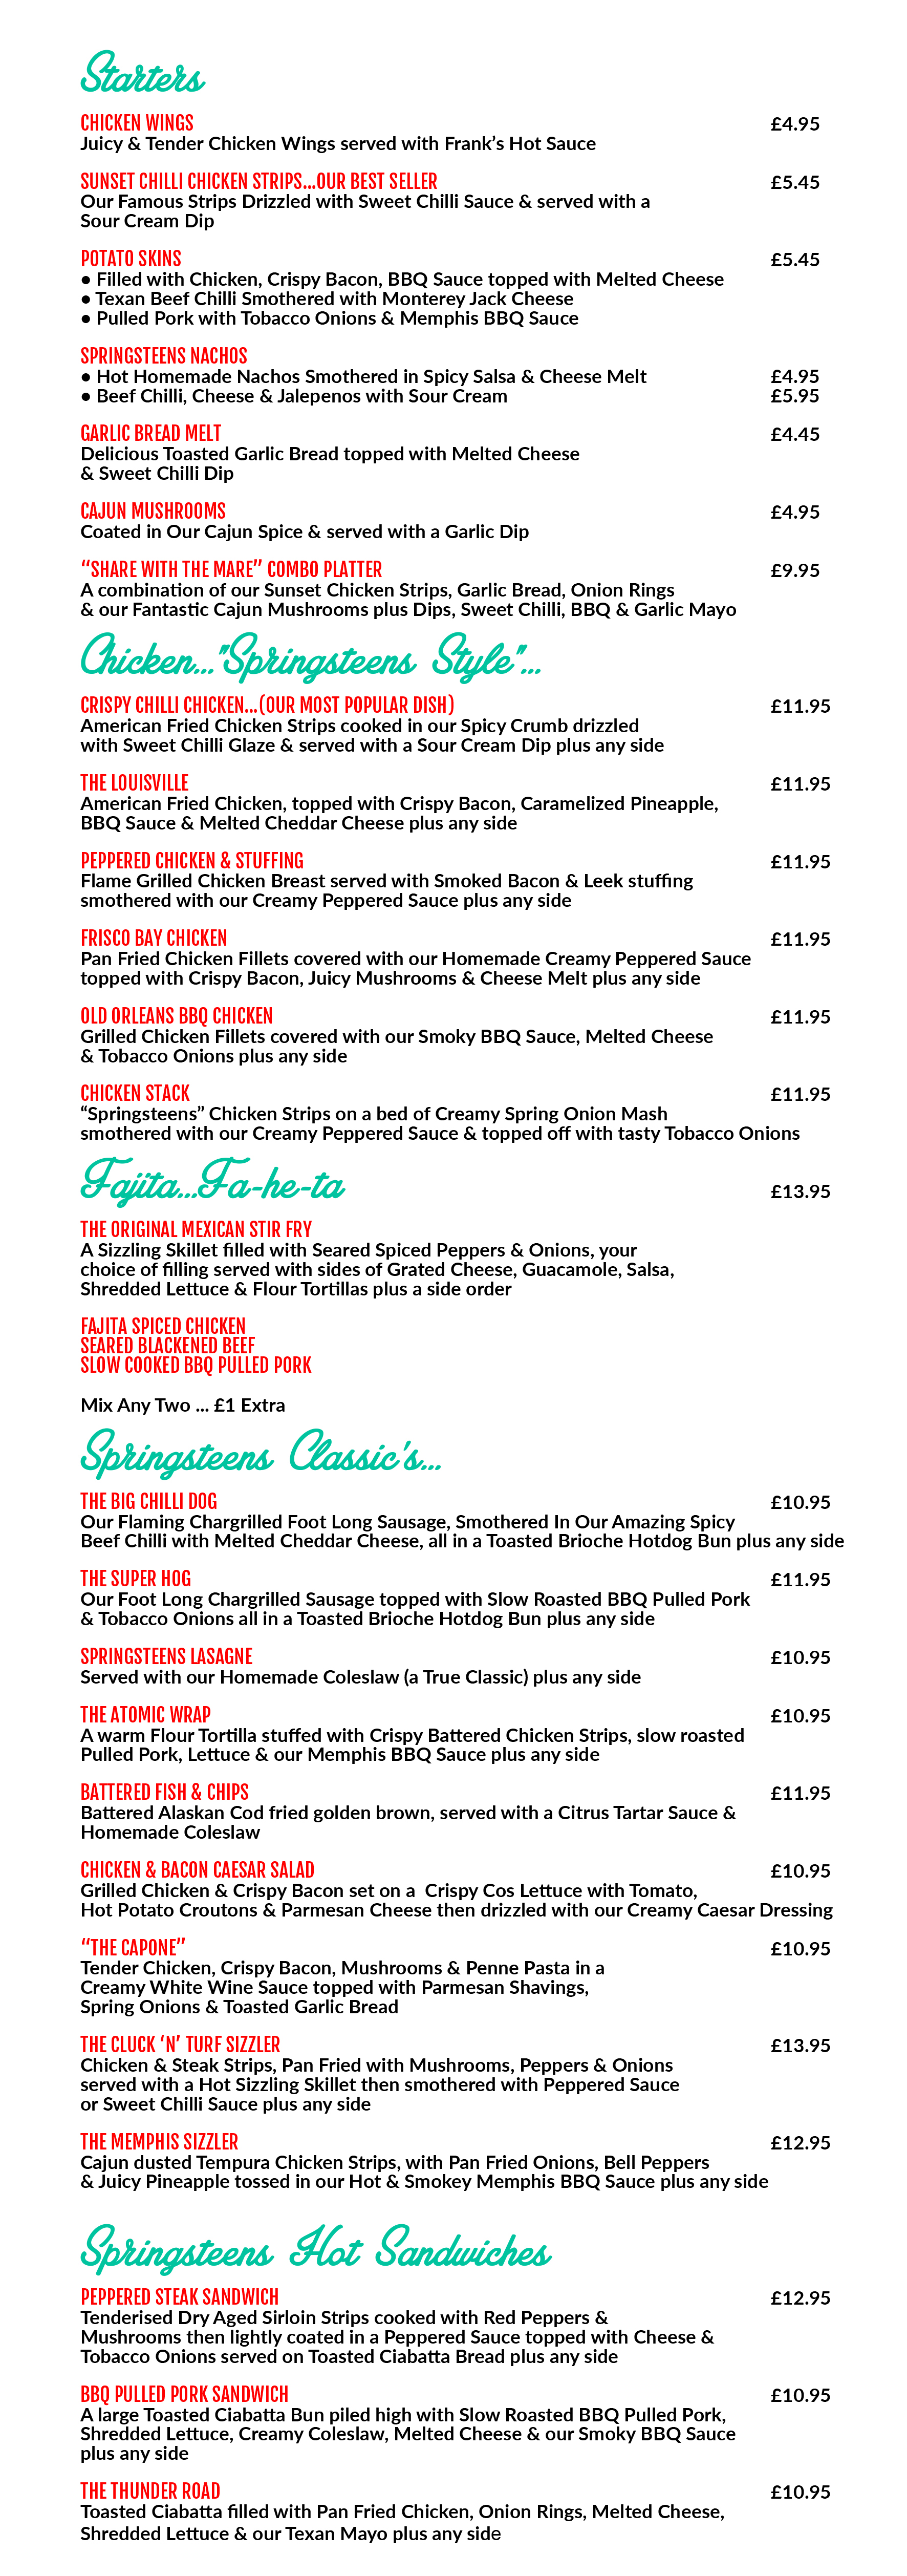 Starters
CHICKEN WINGS £4.95
Juicy & Tender Chicken Wings served with Frank's Hot Sauce
SUNSET CHILLI CHICKEN STRIPS...OUR BEST SELLER £5.45
Our Famous Strips Drizzled with Sweet Chilli Sauce & served with a
Sour Cream Dip
POTATO SKINS £5.45
• Filled with Chicken, Crispy Bacon, BBQ Sauce topped with Melted Cheese
• Texan Beef Chilli Smothered with Monterey Jack Cheese
• Pulled Pork with Tobacco Onions & Memphis BBQ Sauce
SPRINGSTEENS NACHOS
• Hot Homemade Nachos Smothered in Spicy Salsa & Cheese Melt £4.95
• Beef Chilli, Cheese & Jalepenos with Sour Cream £5.95
GARLIC BREAD MELT £4.45
Delicious Toasted Garlic Bread topped with Melted Cheese
& Sweet Chilli Dip
CAJUN MUSHROOMS £4.95
Coated in Our Cajun Spice & served with a Garlic Dip
“SHARE WITH THE MARE” COMBO PLATTER £9.95
A combination of our Sunset Chicken Strips, Garlic Bread, Onion Rings
& our Fantastic Cajun Mushrooms plus Dips, Sweet Chilli, BBQ & Garlic Mayo
Chicken..."Springsteens Style"...
CRISPY CHILLI CHICKEN...(OUR MOST POPULAR DISH) £11.95
American Fried Chicken Strips cooked in our Spicy Crumb drizzled
with Sweet Chilli Glaze & served with a Sour Cream Dip plus any side
THE LOUISVILLE £11.95
American Fried Chicken, topped with Crispy Bacon, Caramelized Pineapple,
BBQ Sauce & Melted Cheddar Cheese plus any side
PEPPERED CHICKEN & STUFFING £11.95
Flame Grilled Chicken Breast served with Smoked Bacon & Leek stuffing
smothered with our Creamy Peppered Sauce plus any side
FRISCO BAY CHICKEN £11.95
Pan Fried Chicken Fillets covered with our Homemade Creamy Peppered Sauce
topped with Crispy Bacon, Juicy Mushrooms & Cheese Melt plus any side
OLD ORLEANS BBQ CHICKEN £11.95
Grilled Chicken Fillets covered with our Smoky BBQ Sauce, Melted Cheese
& Tobacco Onions plus any side
CHICKEN STACK £11.95
“Springsteens” Chicken Strips on a bed of Creamy Spring Onion Mash
smothered with our Creamy Peppered Sauce & topped off with tasty Tobacco Onions
Fajita...Fa-he-ta £13.95
THE ORIGINAL MEXICAN STIR FRY
A Sizzling Skillet filled with Seared Spiced Peppers & Onions, your
choice of filling served with sides of Grated Cheese, Guacamole, Salsa,
Shredded Lettuce & Flour Tortillas plus a side order
FAJITA SPICED CHICKEN
SEARED BLACKENED BEEF
SLOW COOKED BBQ PULLED PORK
Mix Any Two ... £1 Extra
Springsteens Classic's...
THE BIG CHILLI DOG £10.95
Our Flaming Chargrilled Foot Long Sausage, Smothered In Our Amazing Spicy
Beef Chilli with Melted Cheddar Cheese, all in a Toasted Brioche Hotdog Bun plus any side
THE SUPER HOG £11.95
Our Foot Long Chargrilled Sausage topped with Slow Roasted BBQ Pulled Pork
& Tobacco Onions all in a Toasted Brioche Hotdog Bun plus any side
SPRINGSTEENS LASAGNE £10.95
Served with our Homemade Coleslaw (a True Classic) plus any side
THE ATOMIC WRAP £10.95
A warm Flour Tortilla stuffed with Crispy Battered Chicken Strips, slow roasted
Pulled Pork, Lettuce & our Memphis BBQ Sauce plus any side
BATTERED FISH & CHIPS £11.95
Battered Alaskan Cod fried golden brown, served with a Citrus Tartar Sauce &
Homemade Coleslaw
CHICKEN & BACON CAESAR SALAD £10.95
Grilled Chicken & Crispy Bacon set on a Crispy Cos Lettuce with Tomato,
Hot Potato Croutons & Parmesan Cheese then drizzled with our Creamy Caesar Dressing
“THE CAPONE” £10.95
Tender Chicken, Crispy Bacon, Mushrooms & Penne Pasta in a
Creamy White Wine Sauce topped with Parmesan Shavings,
Spring Onions & Toasted Garlic Bread
THE CLUCK ‘N’ TURF SIZZLER £13.95
Chicken & Steak Strips, Pan Fried with Mushrooms, Peppers & Onions
served with a Hot Sizzling Skillet then smothered with Peppered Sauce
or Sweet Chilli Sauce plus any side
THE MEMPHIS SIZZLER £12.95
Cajun dusted Tempura Chicken Strips, with Pan Fried Onions, Bell Peppers
& Juicy Pineapple tossed in our Hot & Smokey Memphis BBQ Sauce plus any side
Springsteens Hot Sandwiches
PEPPERED STEAK SANDWICH £12.95
Tenderised Dry Aged Sirloin Strips cooked with Red Peppers &
Mushrooms then lightly coated in a Peppered Sauce topped with Cheese &
Tobacco Onions served on Toasted Ciabatta Bread plus any side
BBQ PULLED PORK SANDWICH £10.95
A large Toasted Ciabatta Bun piled high with Slow Roasted BBQ Pulled Pork,
Shredded Lettuce, Creamy Coleslaw, Melted Cheese & our Smoky BBQ Sauce
plus any side
THE THUNDER ROAD £10.95
Toasted Ciabatta filled with Pan Fried Chicken, Onion Rings, Melted Cheese,
Shredded Lettuce & our Texan Mayo plus any side